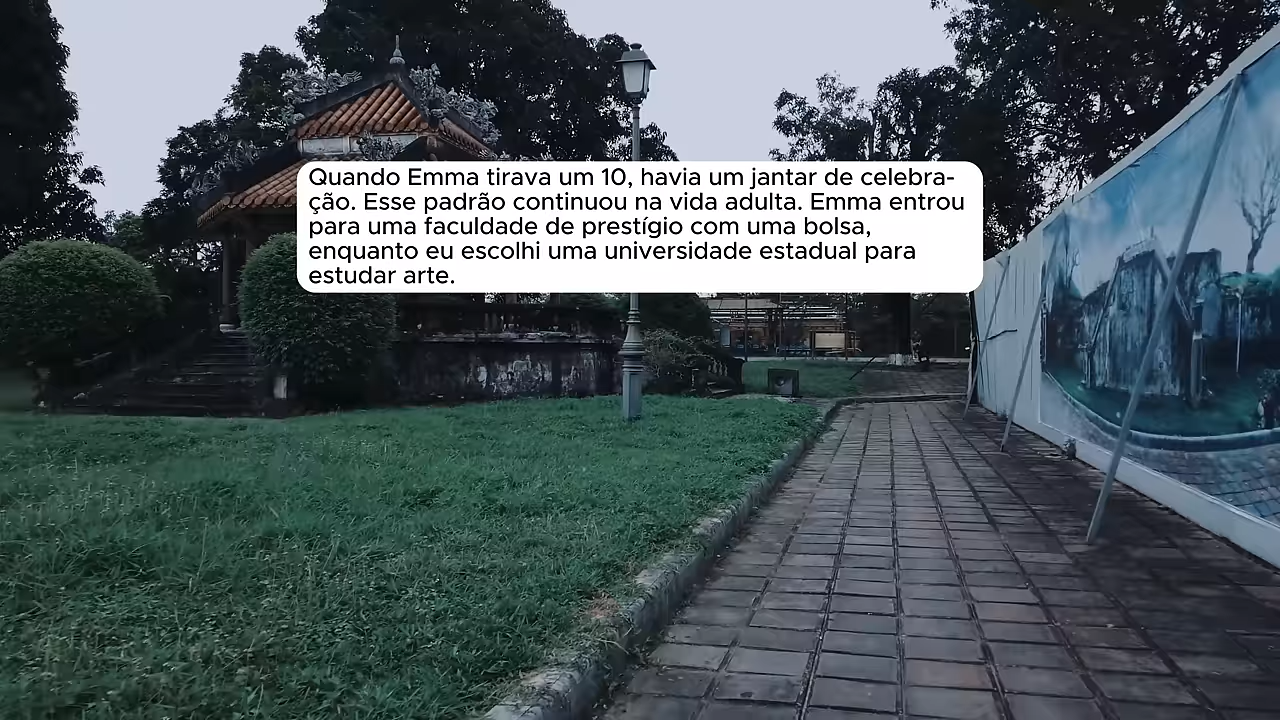 Quando Emma tirava um 10, havia um jantar de celebra-
ção. Esse padrão continuou na vida adulta. Emma entrou
para uma faculdade de prestígio com uma bolsa,
enquanto eu escolhi uma universidade estadual para
estudar arte.